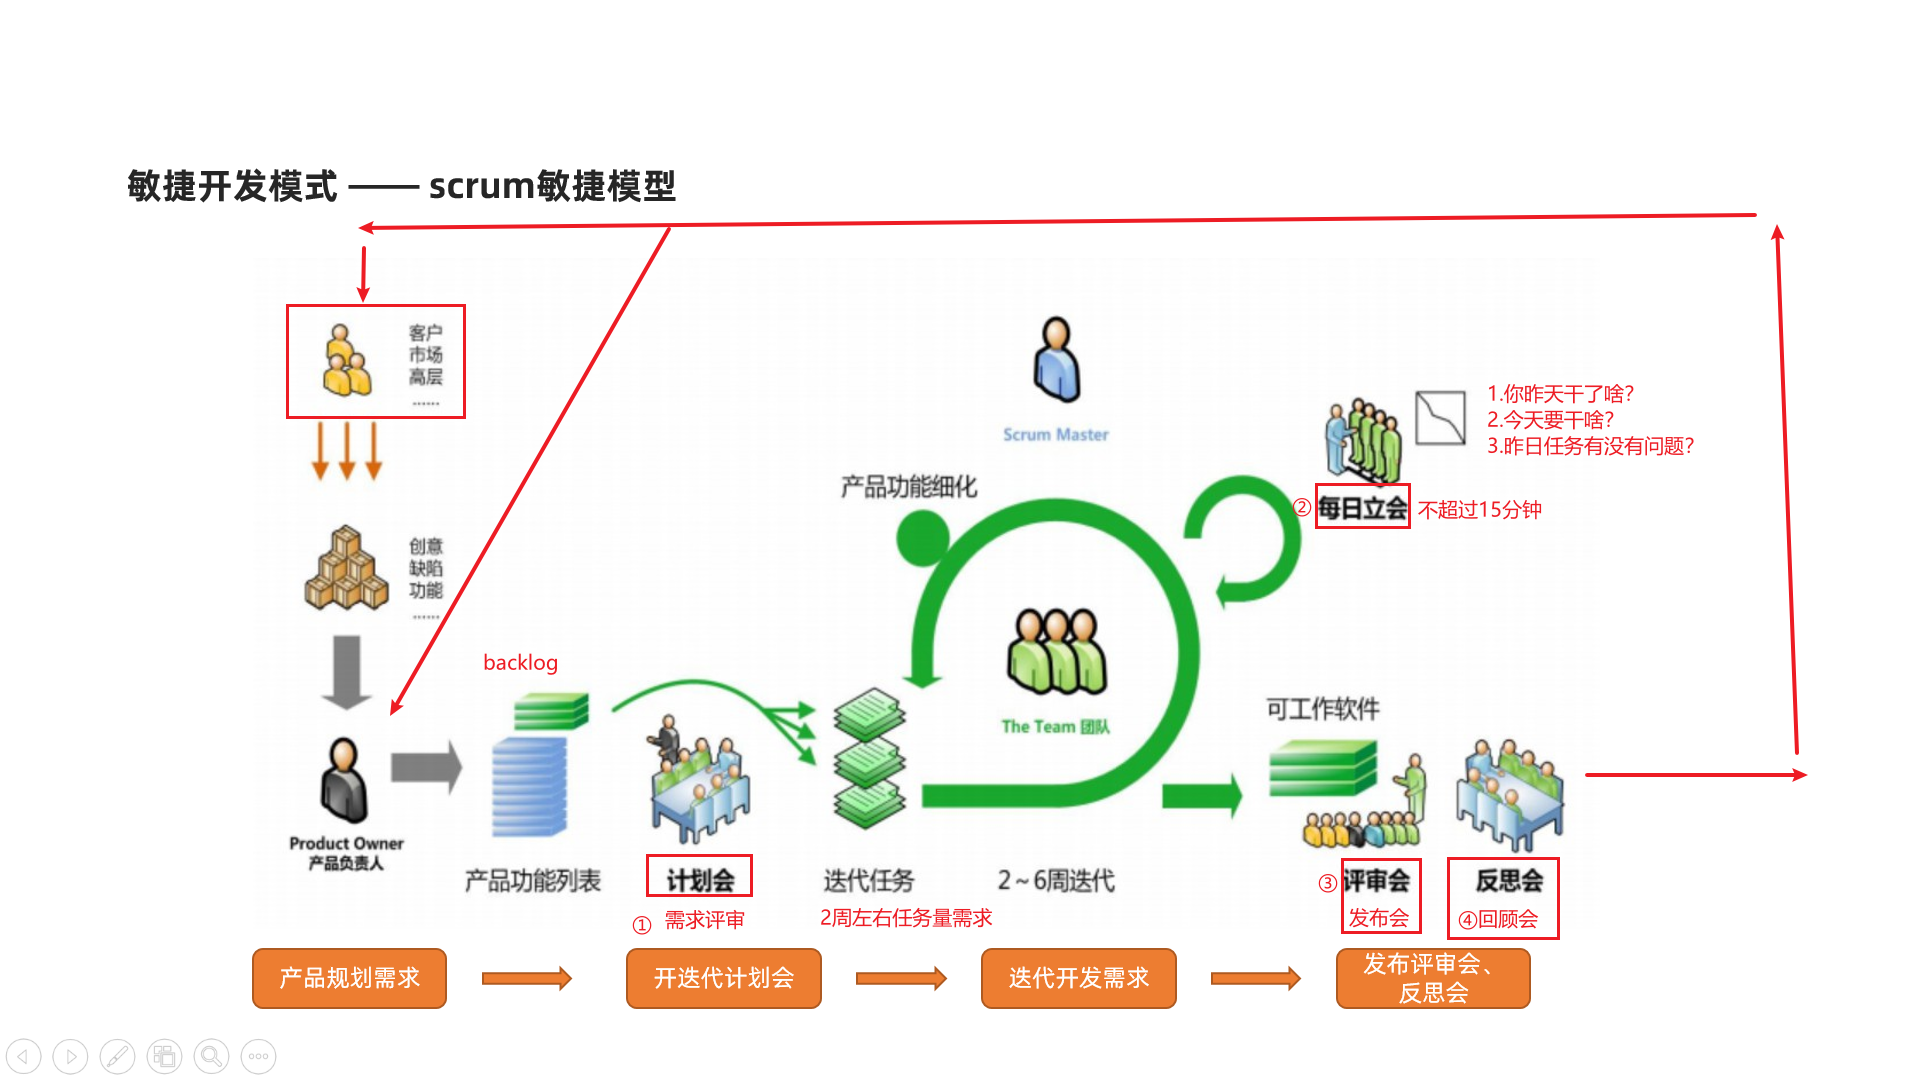 敏捷开发模式 —— scrum敏捷模型
客户
市场
高层
......
创意
缺陷
功能
......
Product Owner
产品负责人
backlog
产品功能列表
计划会
① 需求评审
迭代任务
2周左右任务量需求
产品功能细化
Scrum Master
The Team 团队
2～6周迭代
1.你昨天干了啥?
2.今天要干啥?
3.昨日任务有没有问题?
② 每日立会 不超过15分钟
可工作软件
③ 评审会
发布会
反思会
④回顾会
产品规划需求
开迭代计划会
迭代开发需求
发布评审会、
反思会